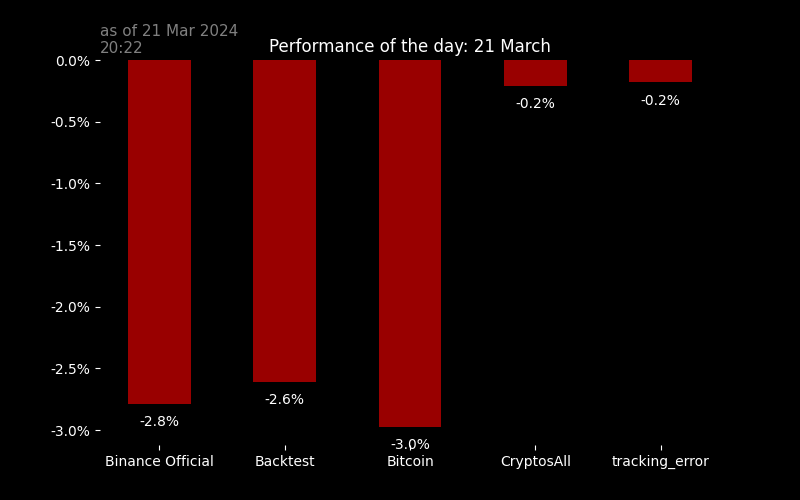 as of 21 Mar 2024
20:22
Performance of the day: 21 March
0.0%
-0.5%
-1.0%
-1.5%
-2.0%
-2.5%
-3.0%
-2.8%
-2.6%
-3.0%
-0.2%
-0.2%
Binance Official
Backtest
Bitcoin
CryptosAll
tracking_error